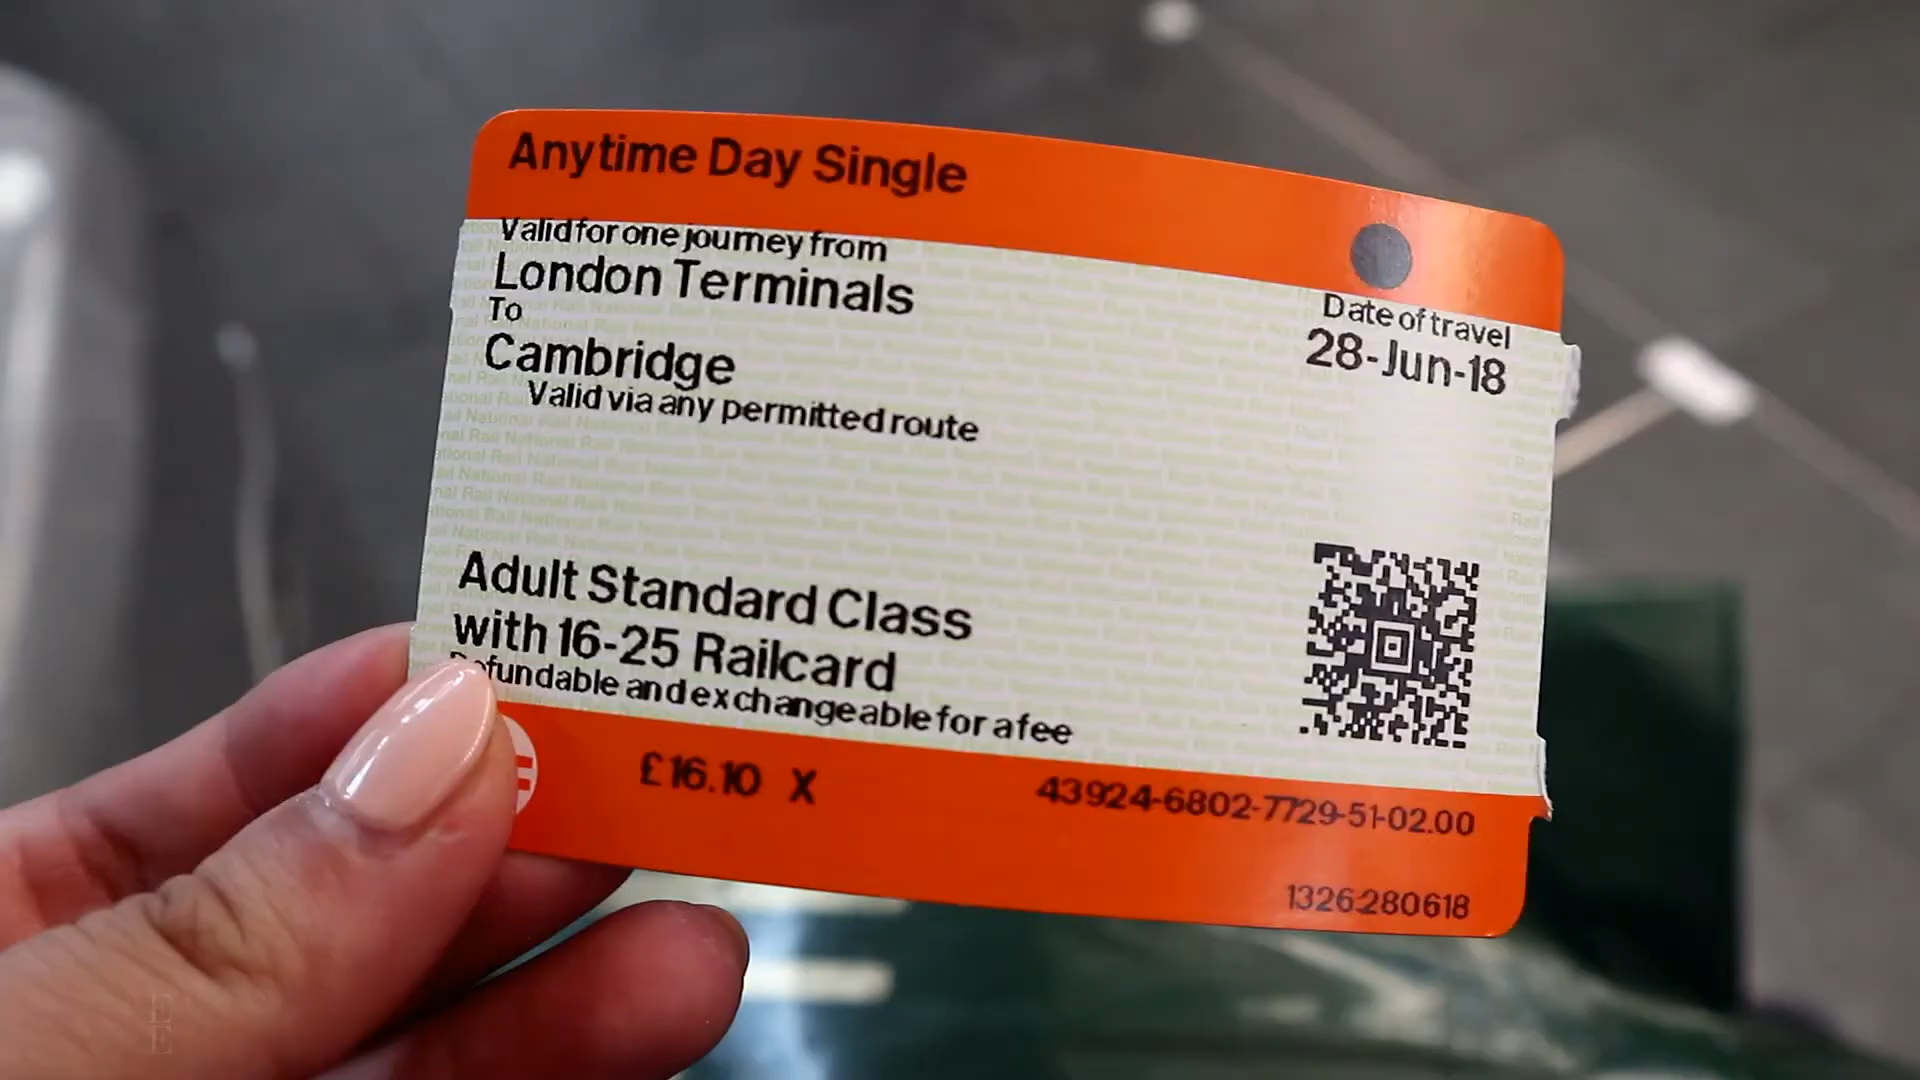 Anytime Day Single
Valid for one journey from
London Terminals
To
Cambridge
Valid via any permitted route
Date of travel
28-Jun-18
Adult Standard Class
with 16-25 Railcard
Refundable and exchangeable for a fee
£16.10 X
43924-6802-7729-51-02.00
1326280618
E
E